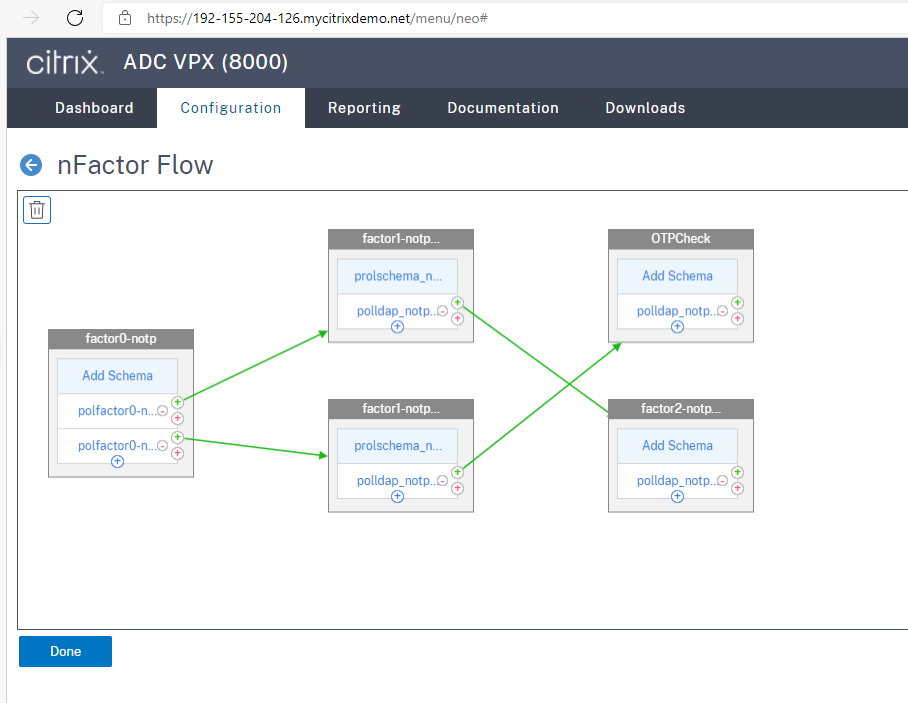 https://192-155-204-126.mycitrixdemo.net/menu/neo#
citrix. ADC VPX (8000)
Dashboard Configuration Reporting Documentation Downloads
nFactor Flow
factor1-notp...
prolschema_n...
polldap_notp...
OTPCheck
Add Schema
polldap_notp...
factor0-notp
Add Schema
polfactor0-n...
polfactor0-n...
factor1-notp...
prolschema_n...
polldap_notp...
factor2-notp...
Add Schema
polldap_notp...
Done